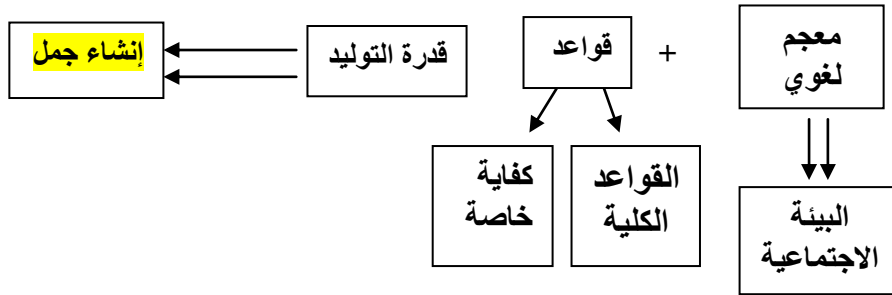 معجم
لغوي
+
قواعد
قدرة التوليد
إنشاء جمل
البيئة
الاجتماعية
القواعد
الكلية
كفاية
خاصة